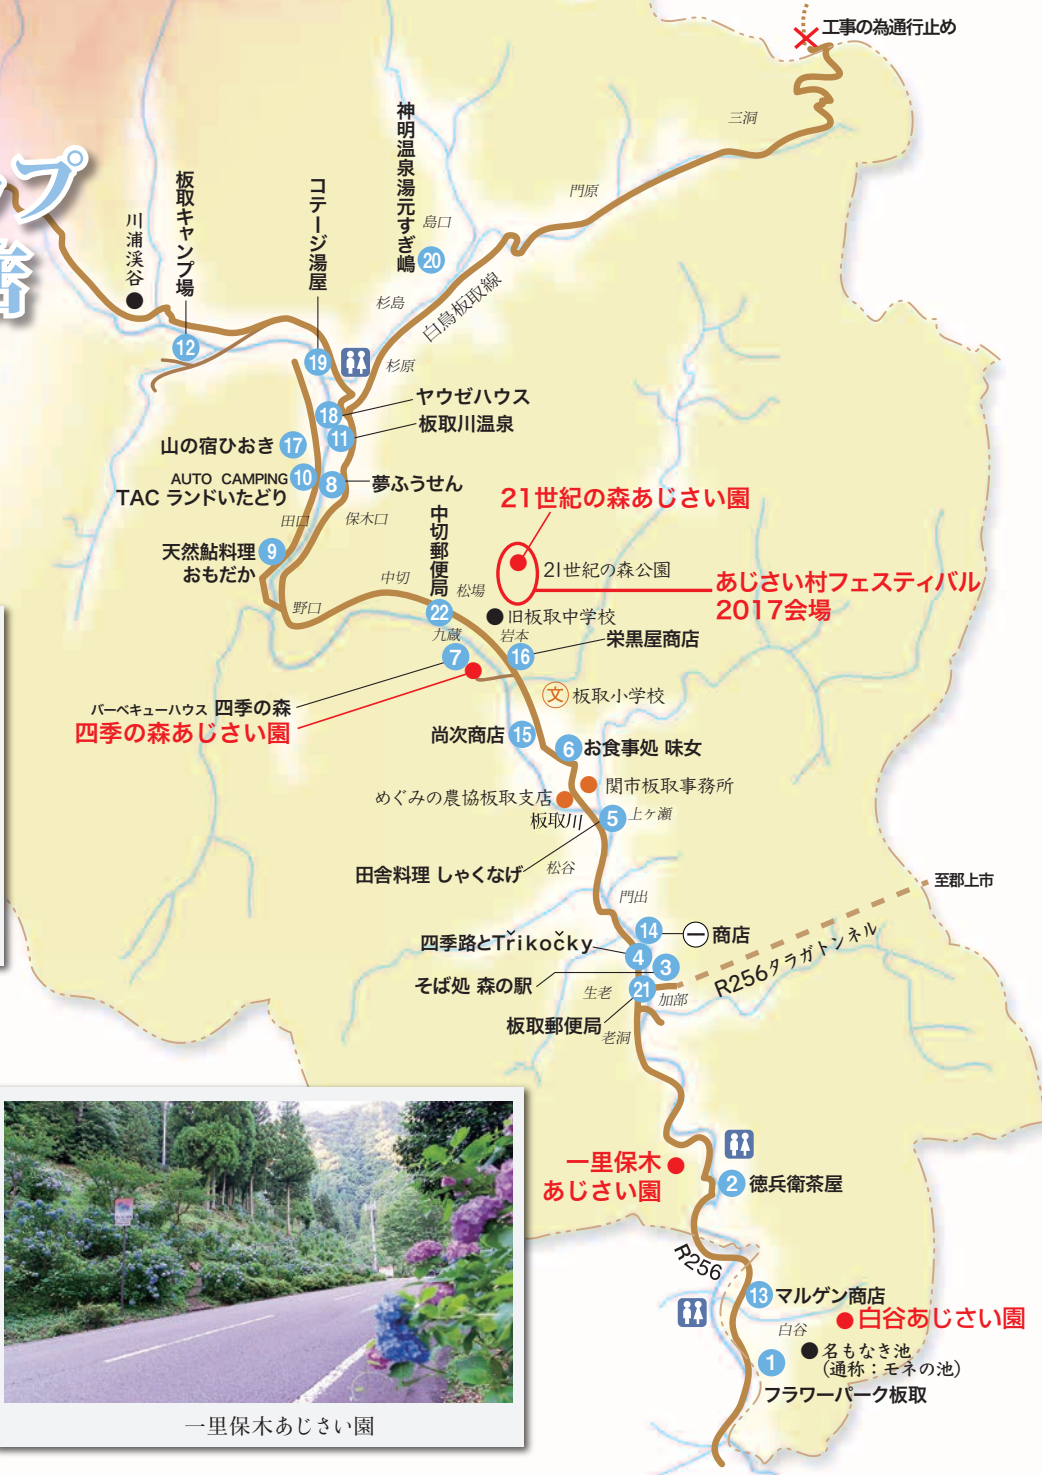 工事の為通行止め
三洞
門原
神明温泉湯元すぎ嶋
島口
20
コテージ湯屋
板取キャンプ場
川浦渓谷
プ
杉島
白鳥板取線
12
19
杉原
18
ヤウゼハウス
11
板取川温泉
山の宿ひおき
17
AUTO CAMPING
TAC ランドいたどり
10
8
夢ふうせん
田口
保木口
21世紀の森あじさい園
中切郵便局
天然鮎料理
おもだか
9
中切
松場
21世紀の森公園
あじさい村フェスティバル
2017会場
野口
22
旧板取中学校
九蔵
岩本
栄黒屋商店
7
16
文
板取小学校
バーベキューハウス 四季の森
四季の森あじさい園
尚次商店
15
6
お食事処 味女
関市板取事務所
めぐみの農協板取支店
板取川
5
上ヶ瀬
田舎料理 しゃくなげ
松谷
至郡上市
門出
14
一
商店
四季路とTřikočky
4
3
R256タラガトンネル
そば処 森の駅
生老
21
加部
板取郵便局
老洞
一里保木
あじさい園
2
徳兵衛茶屋
R256
13
マルゲン商店
白谷あじさい園
白谷
名もなき池
(通称：モネの池)
1
フラワーパーク板取
一里保木あじさい園